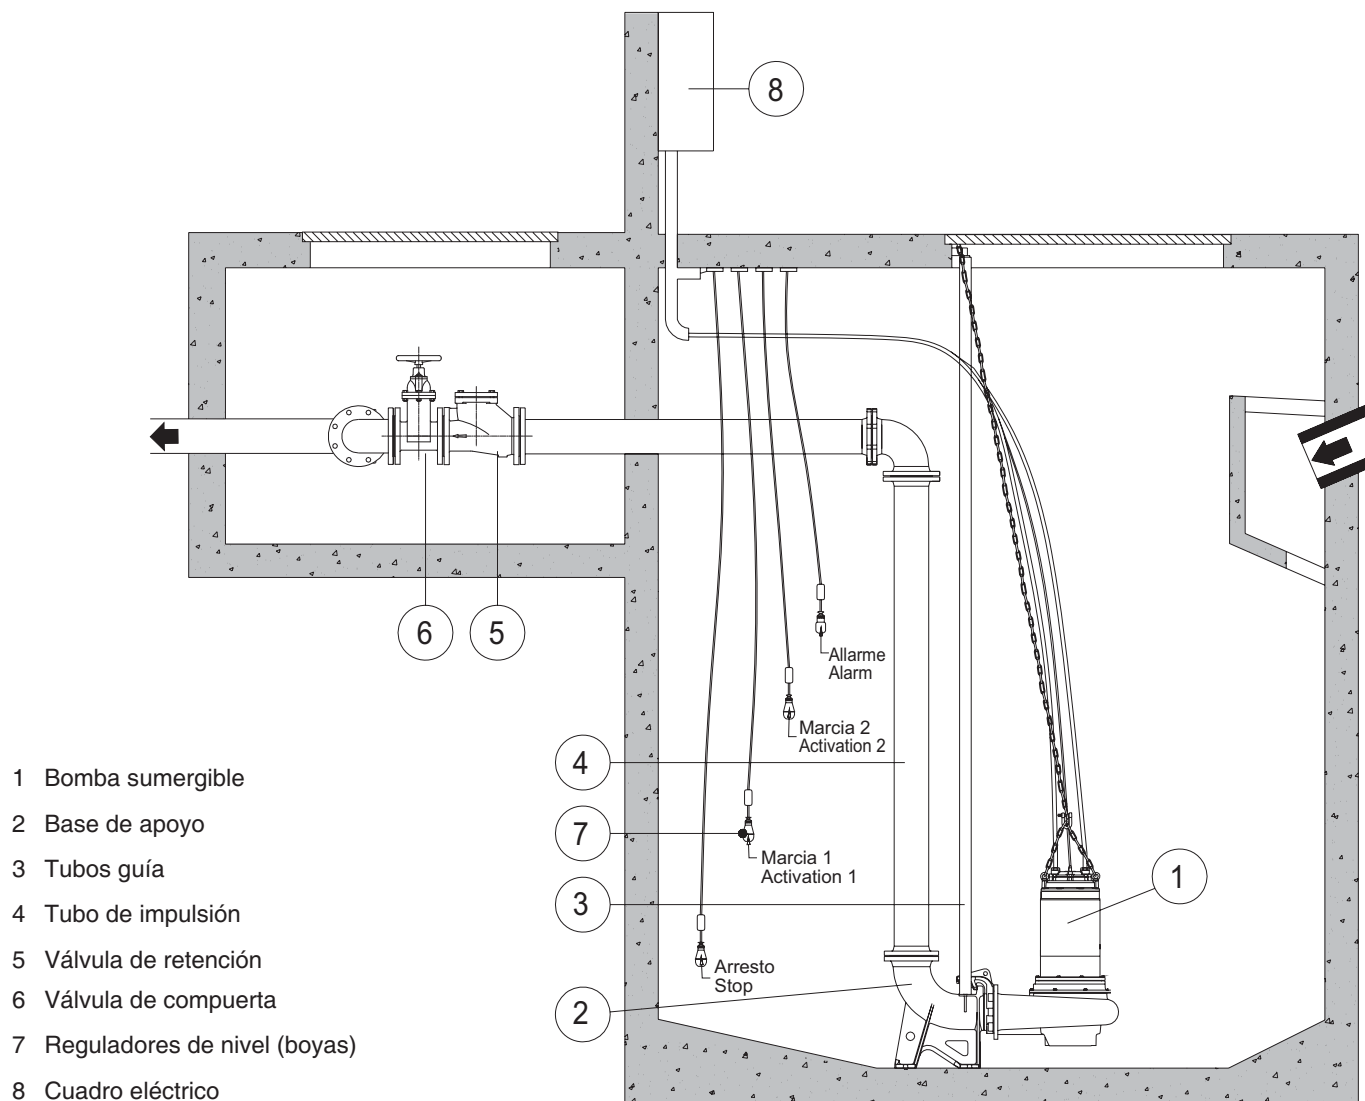 8
6
5
Allarme
Alarm
Marcia 2
Activation 2
4
7
Marcia 1
Activation 1
1
3
Arresto
Stop
2
1 Bomba sumergible
2 Base de apoyo
3 Tubos guía
4 Tubo de impulsión
5 Válvula de retención
6 Válvula de compuerta
7 Reguladores de nivel (boyas)
8 Cuadro eléctrico